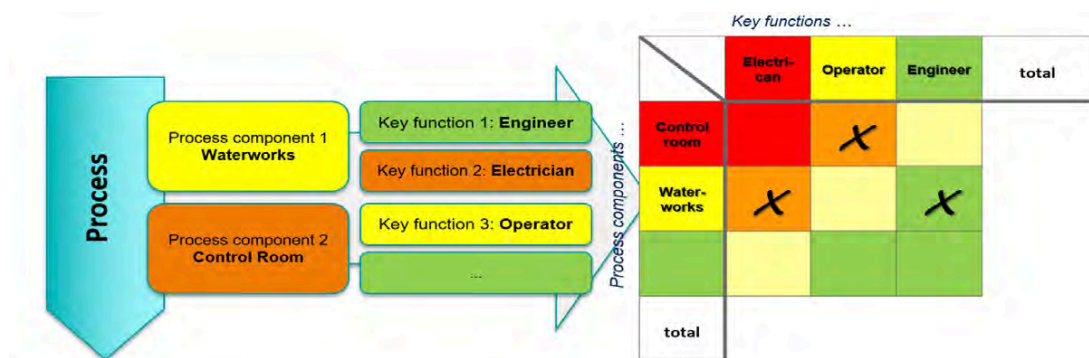 Process
Process component 1
Waterworks
Process component 2
Control Room
Key function 1: Engineer
Key function 2: Electrician
Key function 3: Operator
...
Process components ...
Key functions ...
Electri-
can
Operator
Engineer
total
Control
room
X
Water-
works
X
X
total